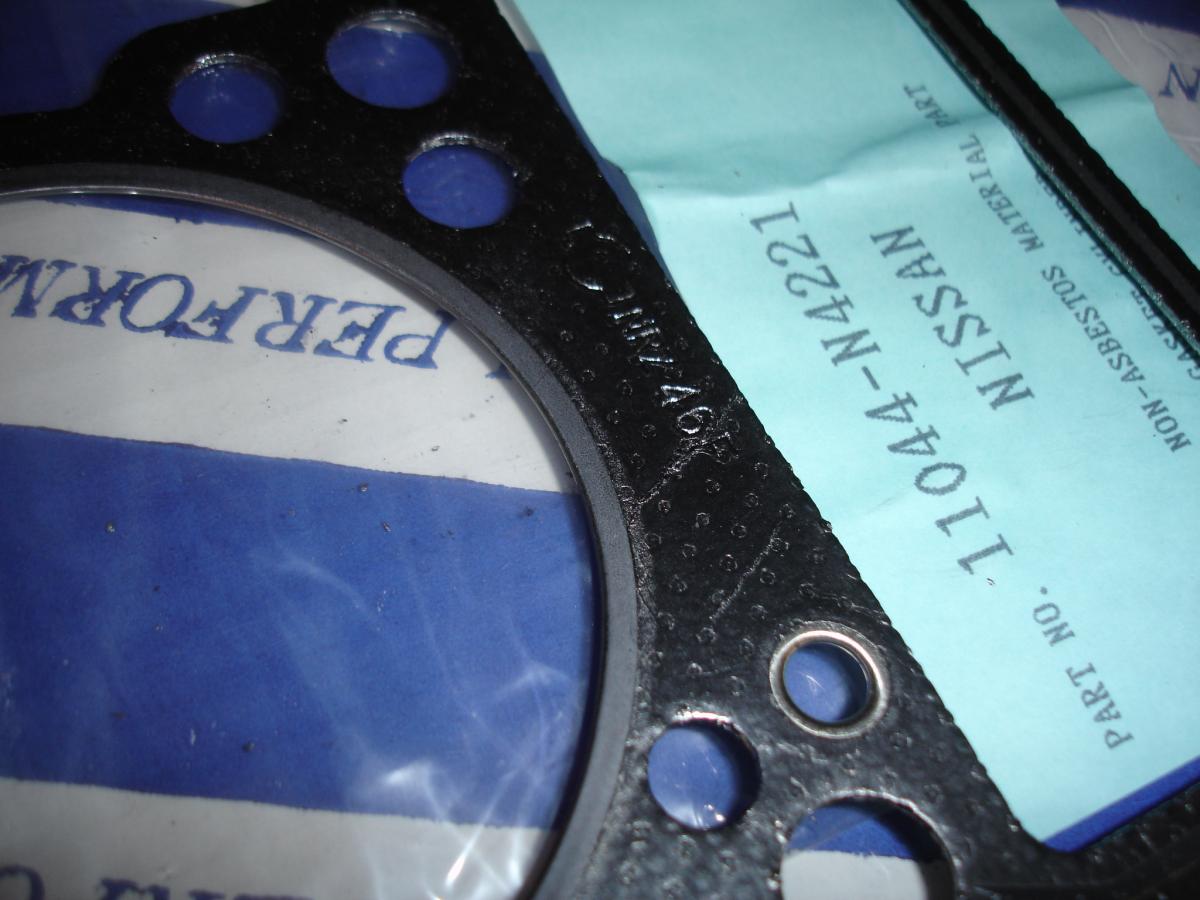 PART NO. 11044-N4221
NISSAN
NON-ASBESTOS MATERIAL PART
PERFORM
N